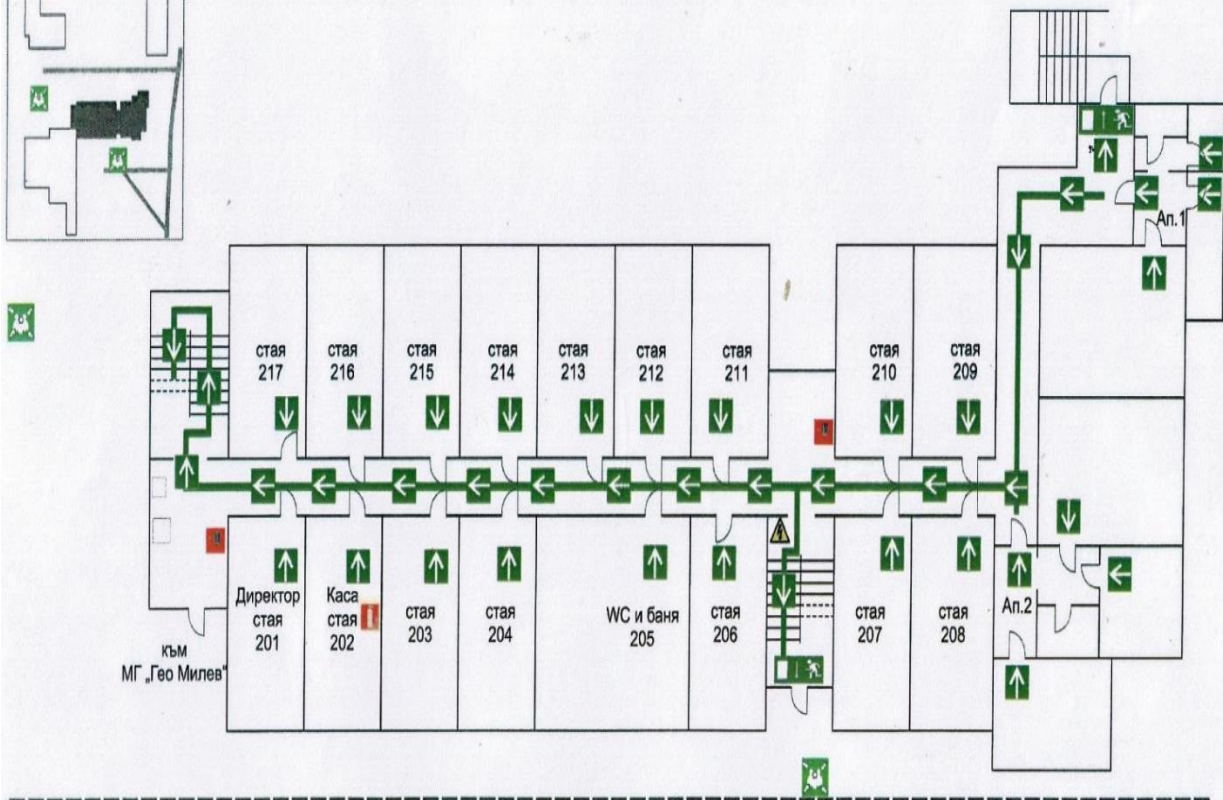 Ап.1
стая
217
стая
216
стая
215
стая
214
стая
213
стая
212
стая
211
стая
210
стая
209
Директор
стая
201
Каса
стая
202
стая
203
стая
204
WC и баня
205
стая
206
стая
207
стая
208
Ап.2
към
МГ „Гео Милев“